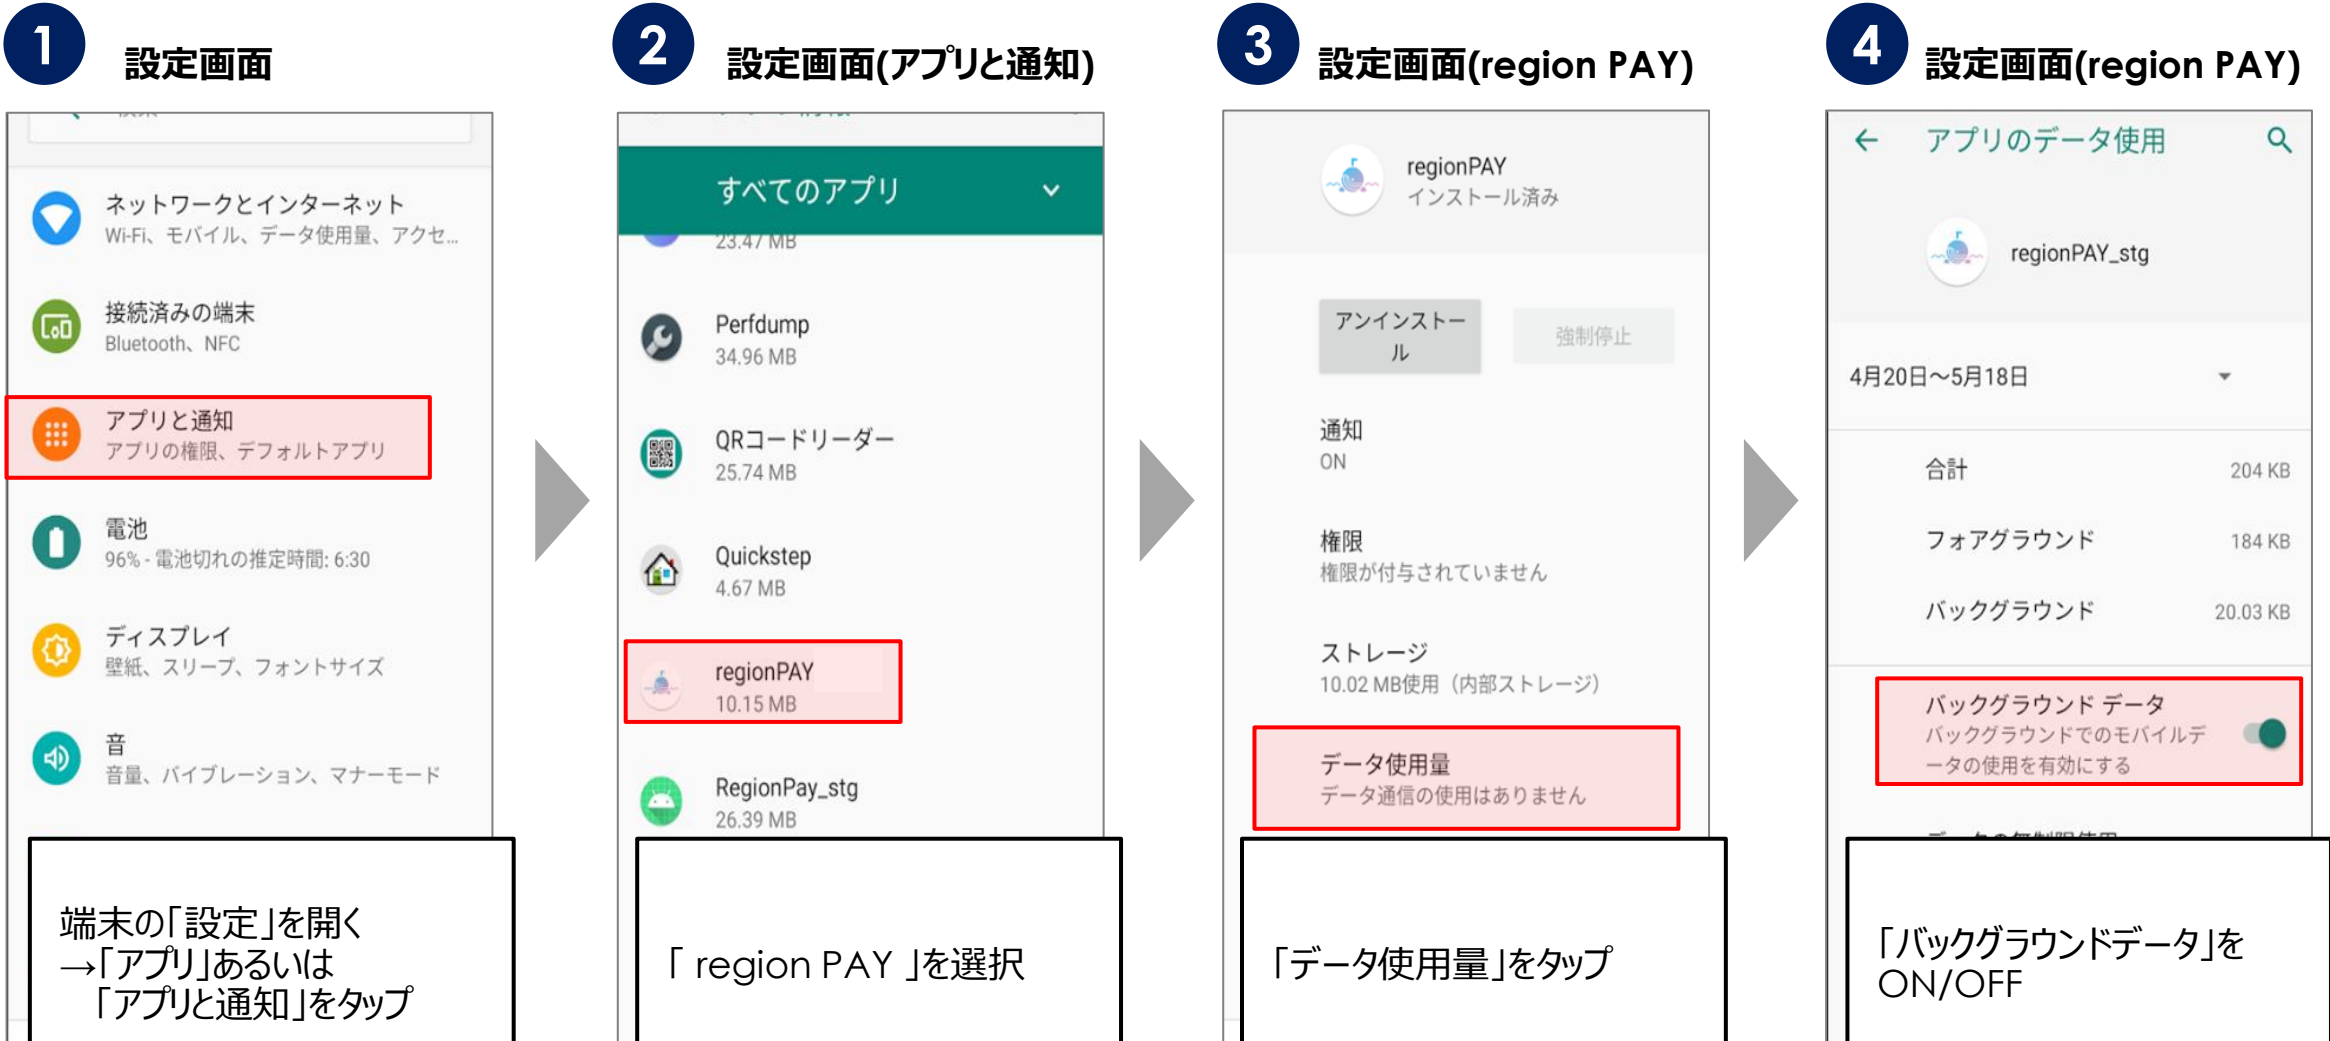 1
設定画面
ネットワークとインターネット
Wi-Fi、モバイル、データ使用量、アクセ...
接続済みの端末
Bluetooth、NFC
アプリと通知
アプリの権限、デフォルトアプリ
電池
96% - 電池切れの推定時間: 6:30
ディスプレイ
壁紙、スリープ、フォントサイズ
音
音量、バイブレーション、マナーモード
端末の「設定」を開く
→「アプリ」あるいは
「アプリと通知」をタップ
2
設定画面(アプリと通知)
すべてのアプリ
23.47 MB
Perfdump
34.96 MB
QRコードリーダー
25.74 MB
Quickstep
4.67 MB
regionPAY
10.15 MB
RegionPay_stg
26.39 MB
「 region PAY 」を選択
3
設定画面(region PAY)
regionPAY
インストール済み
アンインストー
ル
強制停止
通知
ON
権限
権限が付与されていません
ストレージ
10.02 MB使用（内部ストレージ）
データ使用量
データ通信の使用はありません
「データ使用量」をタップ
4
設定画面(region PAY)
アプリのデータ使用
regionPAY_stg
4月20日～5月18日
合計 204 KB
フォアグラウンド 184 KB
バックグラウンド 20.03 KB
バックグラウンド データ
バックグラウンドでのモバイルデ
ータの使用を有効にする
「バックグラウンドデータ」を
ON/OFF